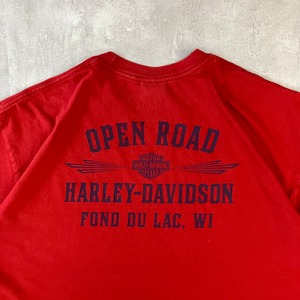 OPEN ROAD
HARLEY-DAVIDSON
FOND DU LAC, WI